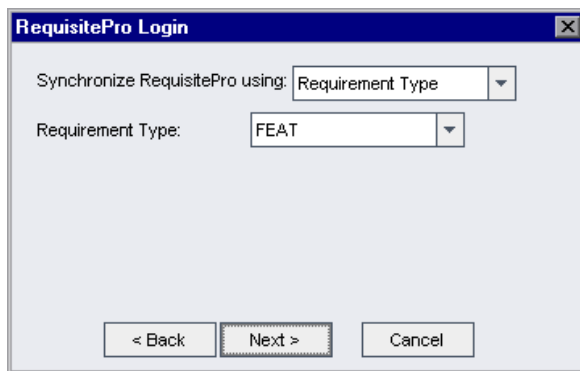 RequisitePro Login
Synchronize RequisitePro using: Requirement Type
Requirement Type: FEAT
< Back Next > Cancel